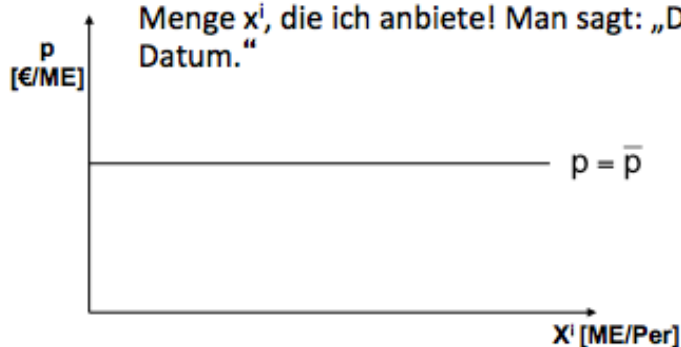 Menge xⁱ, die ich anbiete! Man sagt: „D
Datum.“
p
[€/ME]
p = p̅
Xⁱ [ME/Per]